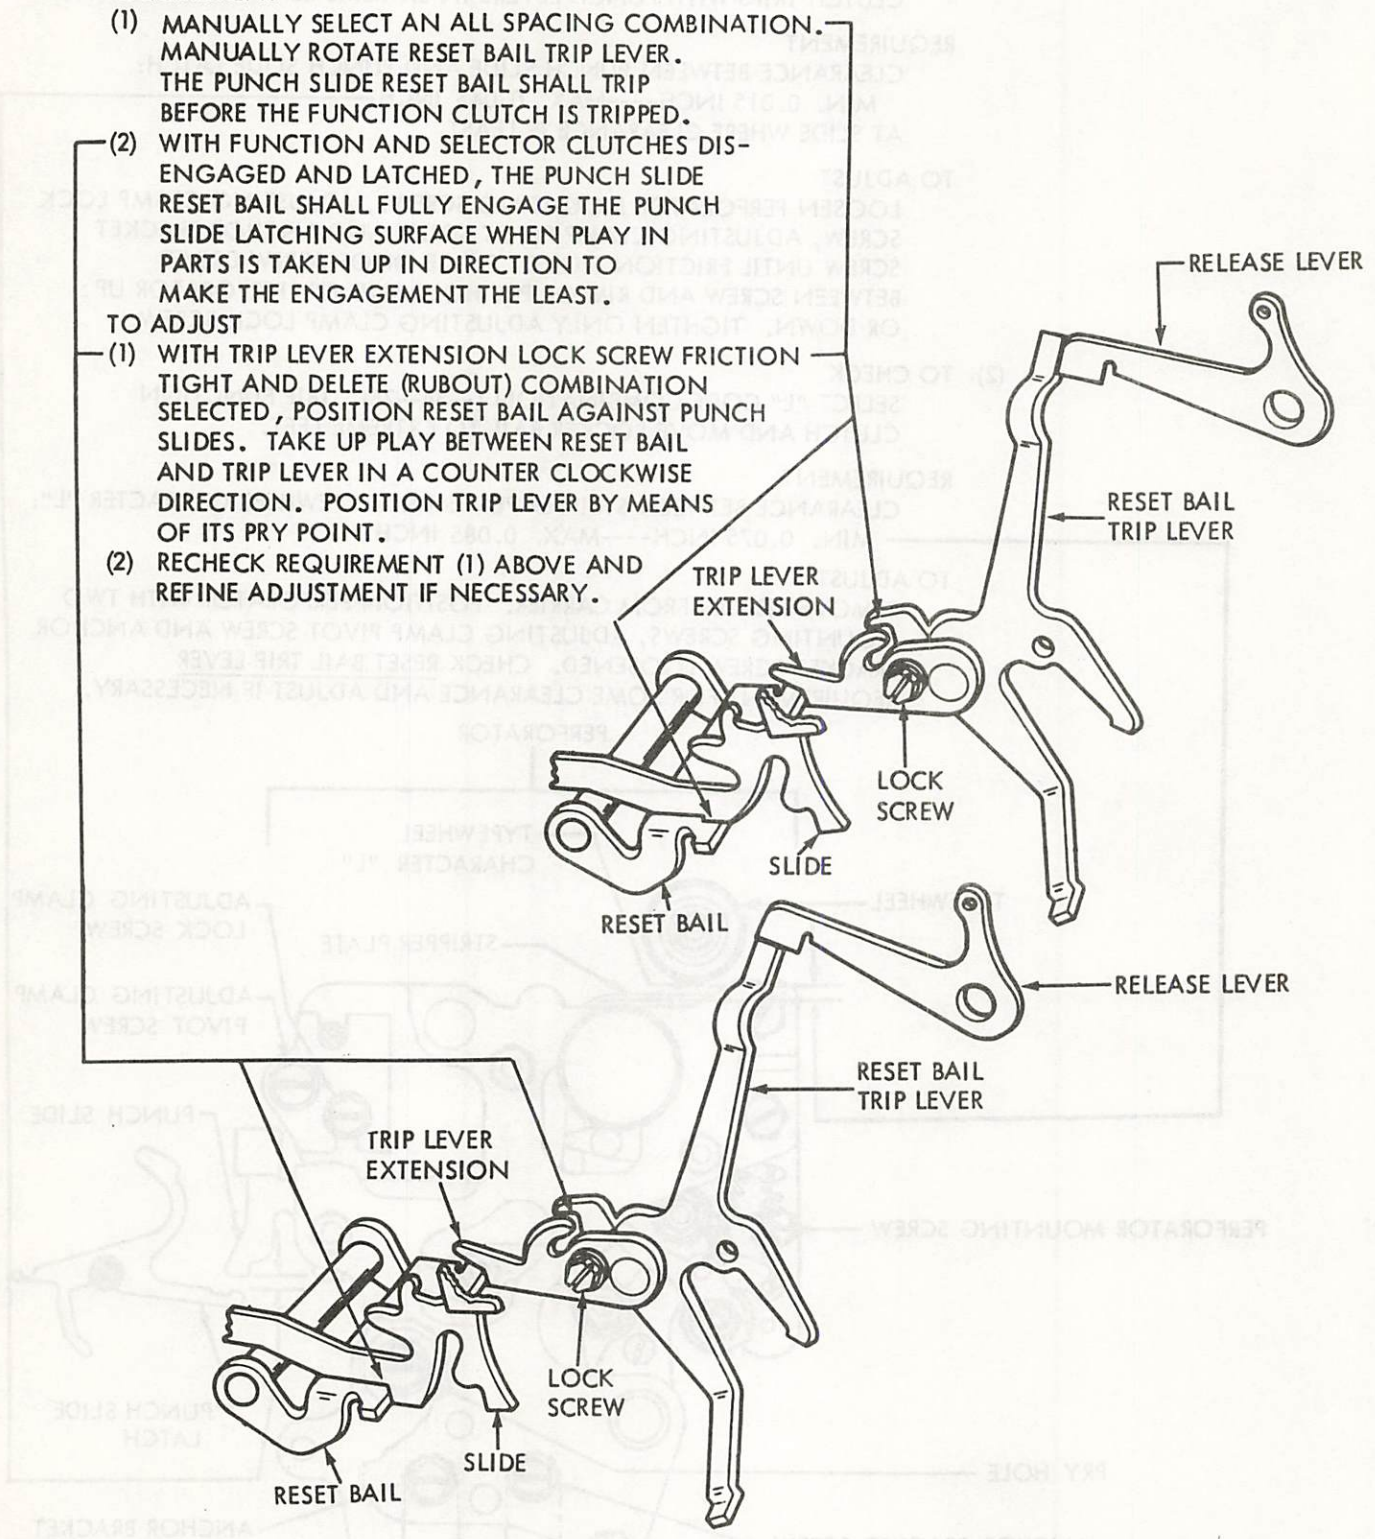 (1) MANUALLY SELECT AN ALL SPACING COMBINATION.
MANUALLY ROTATE RESET BAIL TRIP LEVER.
THE PUNCH SLIDE RESET BAIL SHALL TRIP
BEFORE THE FUNCTION CLUTCH IS TRIPPED.
(2) WITH FUNCTION AND SELECTOR CLUTCHES DIS-
ENGAGED AND LATCHED, THE PUNCH SLIDE
RESET BAIL SHALL FULLY ENGAGE THE PUNCH
SLIDE LATCHING SURFACE WHEN PLAY IN
PARTS IS TAKEN UP IN DIRECTION TO
MAKE THE ENGAGEMENT THE LEAST.
TO ADJUST
(1) WITH TRIP LEVER EXTENSION LOCK SCREW FRICTION
TIGHT AND DELETE (RUBOUT) COMBINATION
SELECTED, POSITION RESET BAIL AGAINST PUNCH
SLIDES. TAKE UP PLAY BETWEEN RESET BAIL
AND TRIP LEVER IN A COUNTER CLOCKWISE
DIRECTION. POSITION TRIP LEVER BY MEANS
OF ITS PRY POINT.
(2) RECHECK REQUIREMENT (1) ABOVE AND
REFINE ADJUSTMENT IF NECESSARY.
RELEASE LEVER
RESET BAIL
TRIP LEVER
TRIP LEVER
EXTENSION
LOCK
SCREW
SLIDE
RESET BAIL
RELEASE LEVER
RESET BAIL
TRIP LEVER
TRIP LEVER
EXTENSION
LOCK
SCREW
SLIDE
RESET BAIL